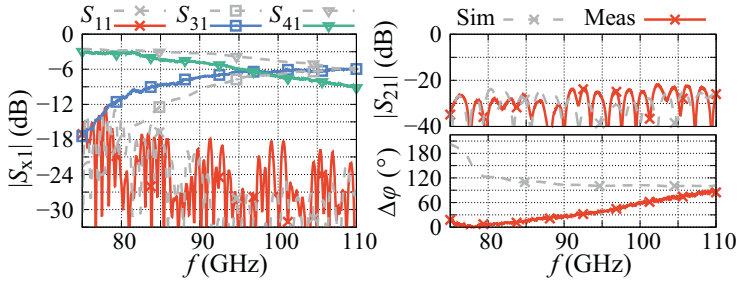 S11 S31 S41
Sim Meas
0
−6
−12
−18
−24
−30
|Sx1| (dB)
80 90 100 110
f (GHz)
0
−20
−40
|S21| (dB)
180
120
60
0
Δφ (°)
80 90 100 110
f (GHz)